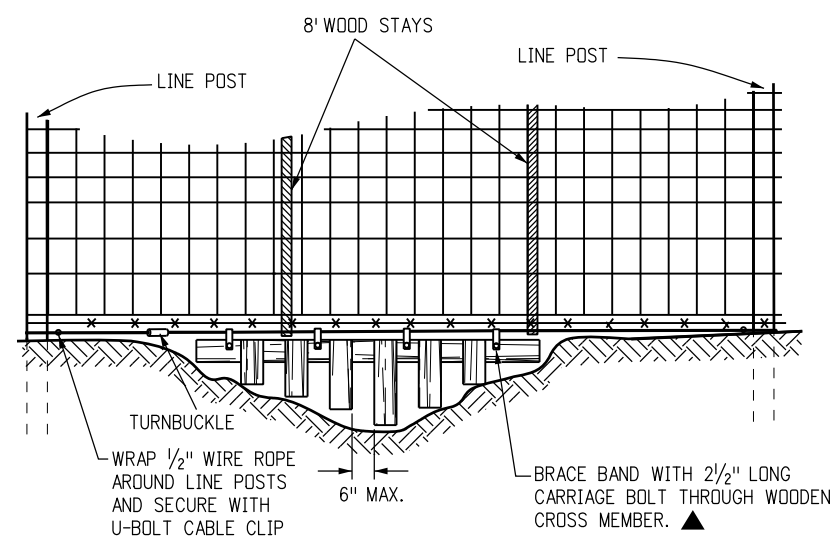 8' WOOD STAYS
LINE POST
LINE POST
TURNBUCKLE
WRAP 1/2" WIRE ROPE
AROUND LINE POSTS
AND SECURE WITH
U-BOLT CABLE CLIP
6" MAX.
BRACE BAND WITH 2 1/2" LONG
CARRIAGE BOLT THROUGH WOODEN
CROSS MEMBER. ▲